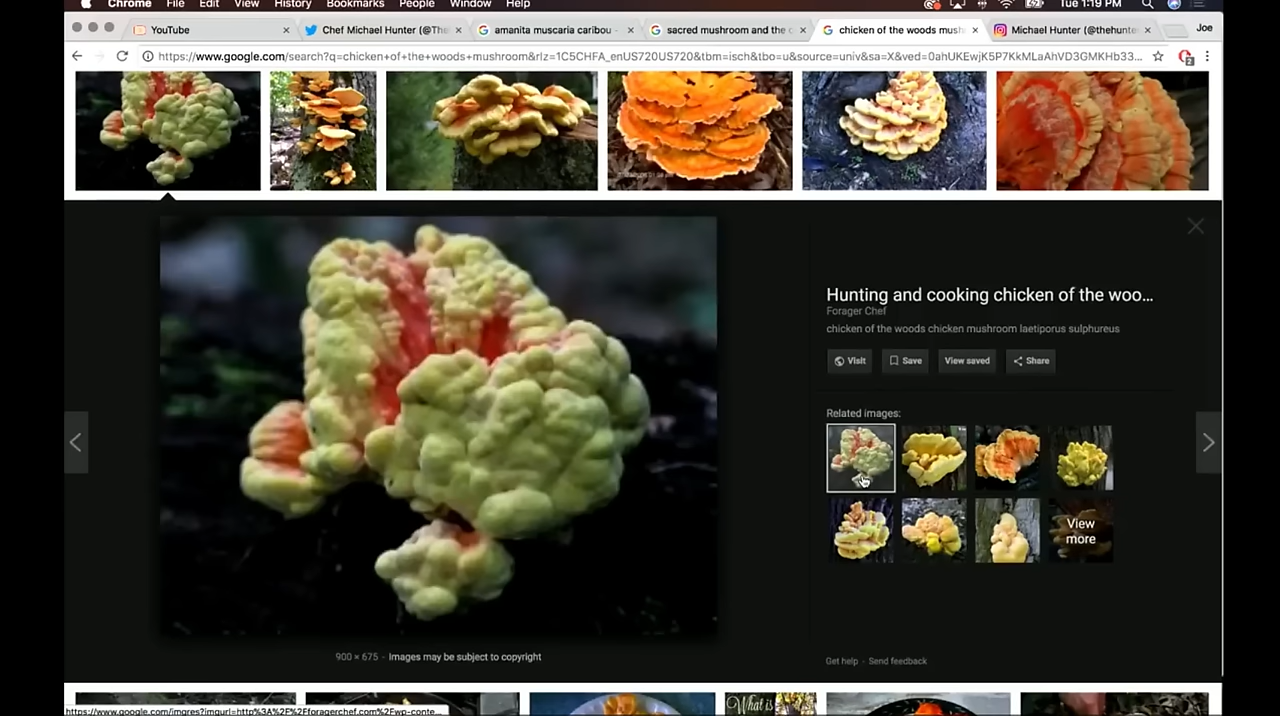 Chrome File Edit View History Bookmarks People Window Help Tue 1:19 PM
YouTube
Chef Michael Hunter (@The
amanita muscaria caribou -
sacred mushroom and the c
chicken of the woods mush
Michael Hunter (@thehunte
Joe
https://www.google.com/search?q=chicken+of+the+woods+mushroom&rlz=1C5CHFA_enUS720US720&tbm=isch&tbo=u&source=univ&sa=X&ved=0ahUKEwjK5P7KkMLaAhVD3GMKHb33...
Hunting and cooking chicken of the woo...
Forager Chef
chicken of the woods chicken mushroom laetiporus sulphureus
Visit Save View saved Share
Related images:
View
more
900 × 675 - Images may be subject to copyright
Get help - Send feedback
What is
https://www.google.com/imgres?imgurl=http%3A%2F%2Fforagerchef.com%2Fwp-conte...